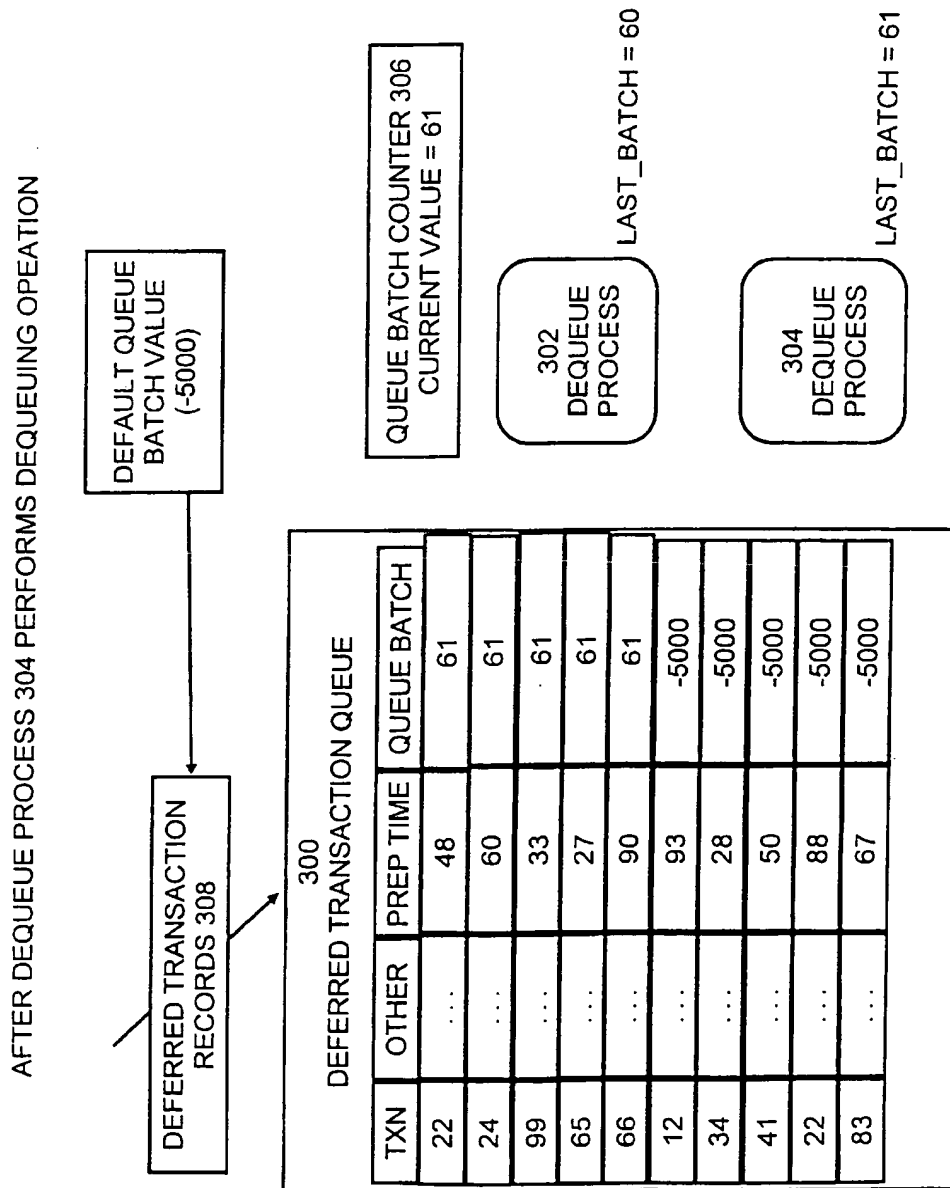 AFTER DEQUEUE PROCESS 304 PERFORMS DEQUEUING OPEATION
DEFAULT QUEUE
BATCH VALUE
(-5000)
DEFERRED TRANSACTION
RECORDS 308
QUEUE BATCH COUNTER 306
CURRENT VALUE = 61
302
DEQUEUE
PROCESS
LAST_BATCH = 60
304
DEQUEUE
PROCESS
LAST_BATCH = 61
300
DEFERRED TRANSACTION QUEUE
TXN OTHER PREP TIME QUEUE BATCH
22 ... 48 61
24 ... 60 61
99 ... 33 61
65 ... 27 61
66 ... 90 61
12 ... 93 -5000
34 ... 28 -5000
41 ... 50 -5000
22 ... 88 -5000
83 ... 67 -5000